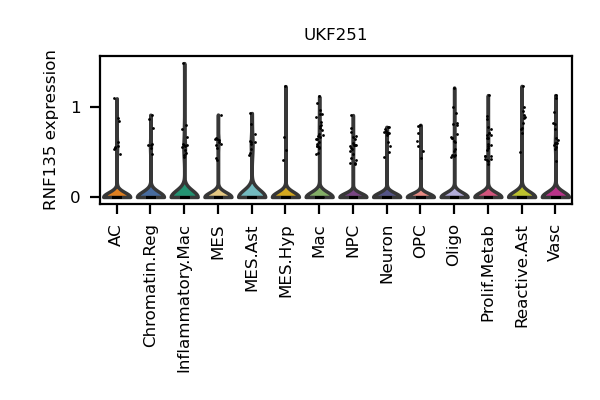 UKF251
RNF135 expression
1
0
AC
Chromatin.Reg
Inflammatory.Mac
MES
MES.Ast
MES.Hyp
Mac
NPC
Neuron
OPC
Oligo
Prolif.Metab
Reactive.Ast
Vasc